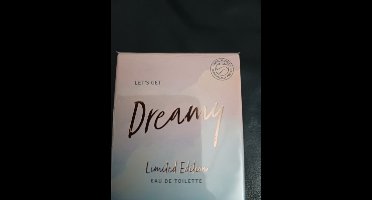 LET'S GET
Dreamy
Limited Edition
EAU DE TOILETTE